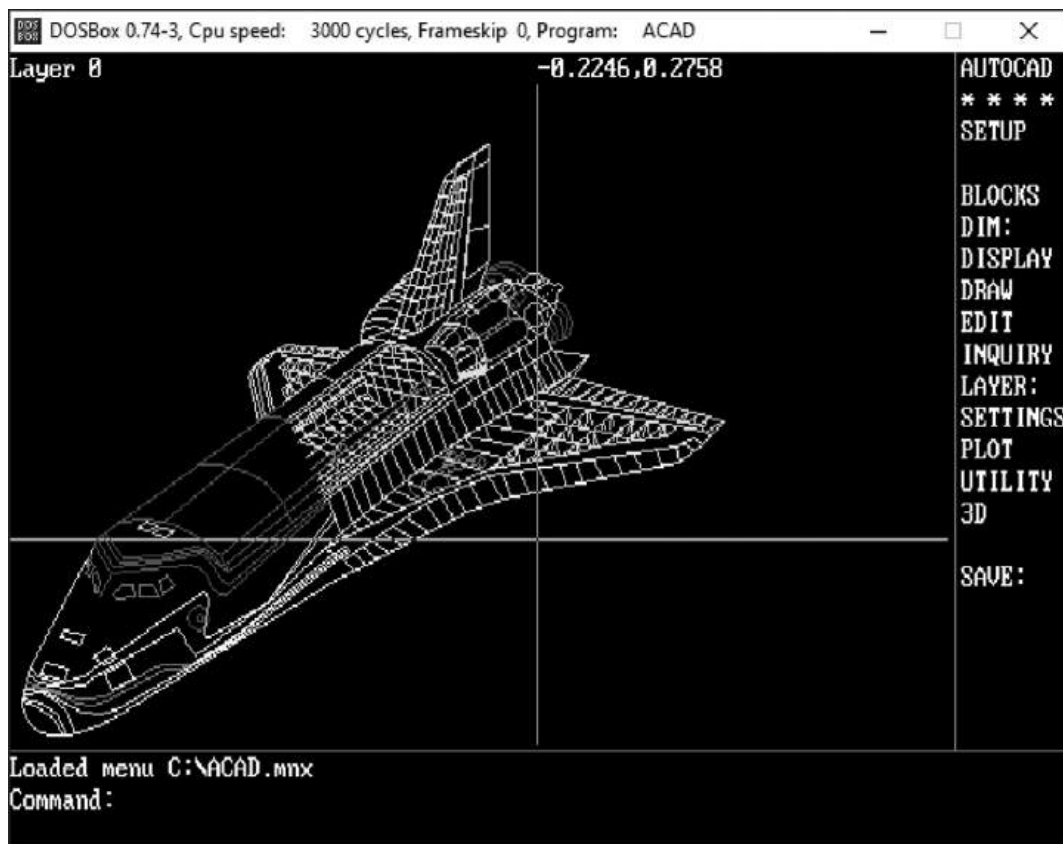 DOSBox 0.74-3, Cpu speed: 3000 cycles, Frameskip 0, Program: ACAD
Layer 0 -0.2246,0.2758
AUTOCAD
* * * *
SETUP
BLOCKS
DIM:
DISPLAY
DRAW
EDIT
INQUIRY
LAYER:
SETTINGS
PLOT
UTILITY
3D
SAVE:
Loaded menu C:\ACAD.mnx
Command: